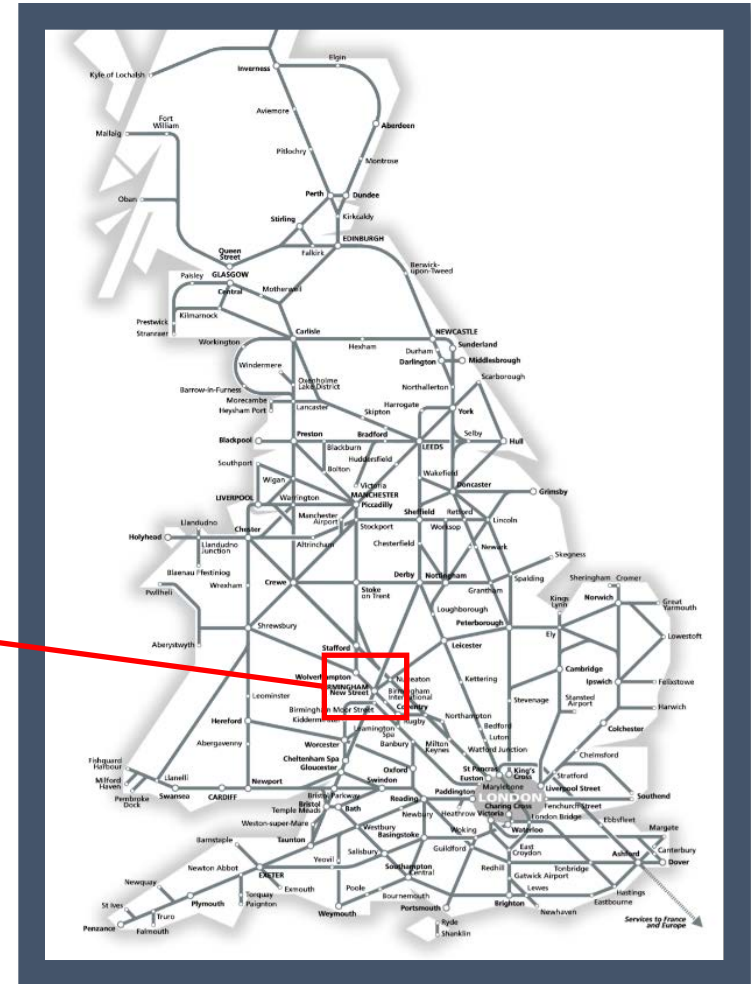 Elgin
Inverness
Kyle of Lochalsh
Aviemore
Fort
William
Mallaig
Aberdeen
Pitlochry
Montrose
Perth
Dundee
Oban
Kirkcaldy
Stirling
EDINBURGH
Queen
Street
Falkirk
Berwick-
upon-Tweed
Paisley
GLASGOW
Central
Motherwell
Kilmarnock
Prestwick
Stranraer
Carlisle
NEWCASTLE
Workington
Hexham
Sunderland
Durham
Darlington
Middlesbrough
Windermere
Scarborough
Oxenholme
Lake District
Barrow-in-Furness
Northallerton
Morecambe
Heysham Port
Lancaster
Harrogate
York
Skipton
Blackpool
Preston
Bradford
Selby
Hull
Blackburn
LEEDS
Huddersfield
Southport
Bolton
Wakefield
Wigan
Victoria
Doncaster
Grimsby
LIVERPOOL
Warrington
MANCHESTER
Piccadilly
Manchester
Airport
Sheffield
Retford
Lincoln
Llandudno
Chester
Stockport
Worksop
Holyhead
Llandudno
Junction
Altrincham
Chesterfield
Newark
Skegness
Blaenau Ffestiniog
Pwllheli
Wrexham
Crewe
Stoke
on Trent
Derby
Nottingham
Grantham
Spalding
Sheringham
Cromer
Kings
Lynn
Norwich
Great
Yarmouth
Loughborough
Peterborough
Shrewsbury
Ely
Lowestoft
Aberystwyth
Stafford
Leicester
Wolverhampton
Nuneaton
Cambridge
Kettering
Ipswich
Felixstowe
RMINGHAM
New Street
Birmingham
International
Leominster
Birmingham Moor Street
Coventry
Stevenage
Stansted
Airport
Harwich
Hereford
Kidderminster
Rugby
Northampton
Leamington
Spa
Bedford
Colchester
Abergavenny
Worcester
Banbury
Milton
Keynes
Luton
Watford Junction
Chelmsford
Fishguard
Harbour
Cheltenham Spa
Gloucester
Oxford
St Pancras
Euston
King's
Cross
Stratford
Milford
Haven
Llanelli
Newport
Swindon
Marylebone
Liverpool Street
Pembroke
Dock
Swansea
CARDIFF
Bristol Parkway
Reading
Paddington
LONDON
Southend
Bristol
Temple Meads
Bath
Charing Cross
Fenchurch Street
Newbury
Heathrow
Victoria
London Bridge
Ebbsfleet
Weston-super-Mare
Westbury
Basingstoke
Woking
Waterloo
Margate
Barnstaple
Taunton
Guildford
East
Croydon
Canterbury
Salisbury
Yeovil
Redhill
Tonbridge
Ashford
Dover
Newton Abbot
EXETER
Southampton
Central
Gatwick Airport
Newquay
Exmouth
Poole
Lewes
Hastings
Torquay
Paignton
Bournemouth
Eastbourne
St Ives
Plymouth
Portsmouth
Brighton
Newhaven
Truro
Weymouth
Penzance
Falmouth
Ryde
Shanklin
Services to France
and Europe